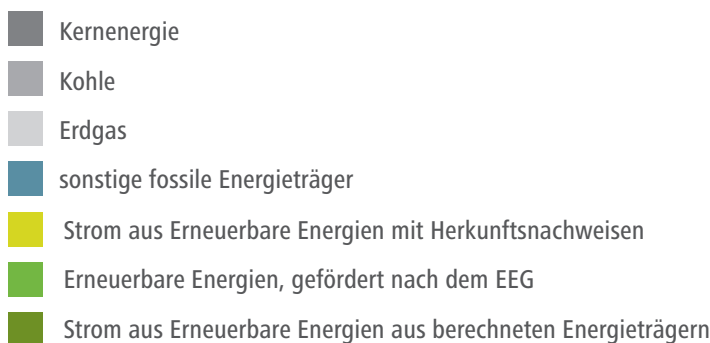 Kernenergie
Kohle
Erdgas
sonstige fossile Energieträger
Strom aus Erneuerbare Energien mit Herkunftsnachweisen
Erneuerbare Energien, gefördert nach dem EEG
Strom aus Erneuerbare Energien aus berechneten Energieträgern